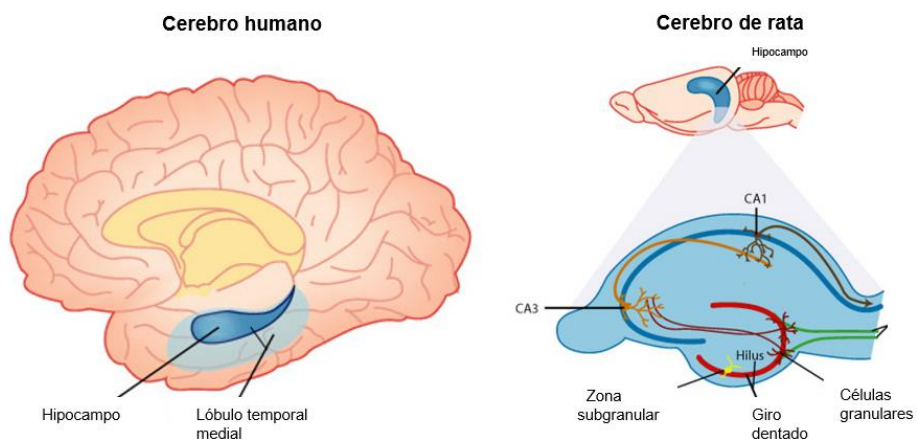 Cerebro humano
Hipocampo
Lóbulo temporal
medial
Cerebro de rata
Hipocampo
CA1
CA3
Hilus
Zona
subgranular
Giro
dentado
Células
granulares